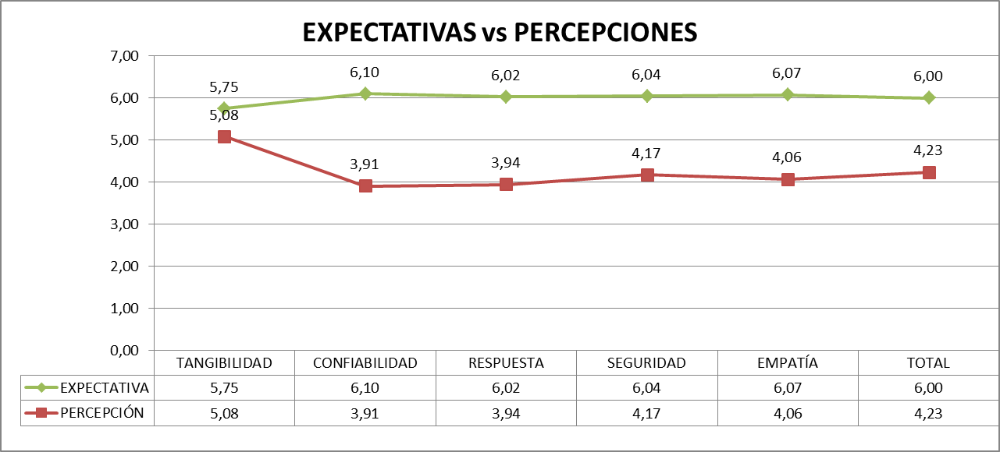 EXPECTATIVAS vs PERCEPCIONES
7,00
6,00
5,00
4,00
3,00
2,00
1,00
0,00
5,75 6,10 6,02 6,04 6,07 6,00
5,08 3,91 3,94 4,17 4,06 4,23
TANGIBILIDAD CONFIABILIDAD RESPUESTA SEGURIDAD EMPATÍA TOTAL
EXPECTATIVA 5,75 6,10 6,02 6,04 6,07 6,00
PERCEPCIÓN 5,08 3,91 3,94 4,17 4,06 4,23